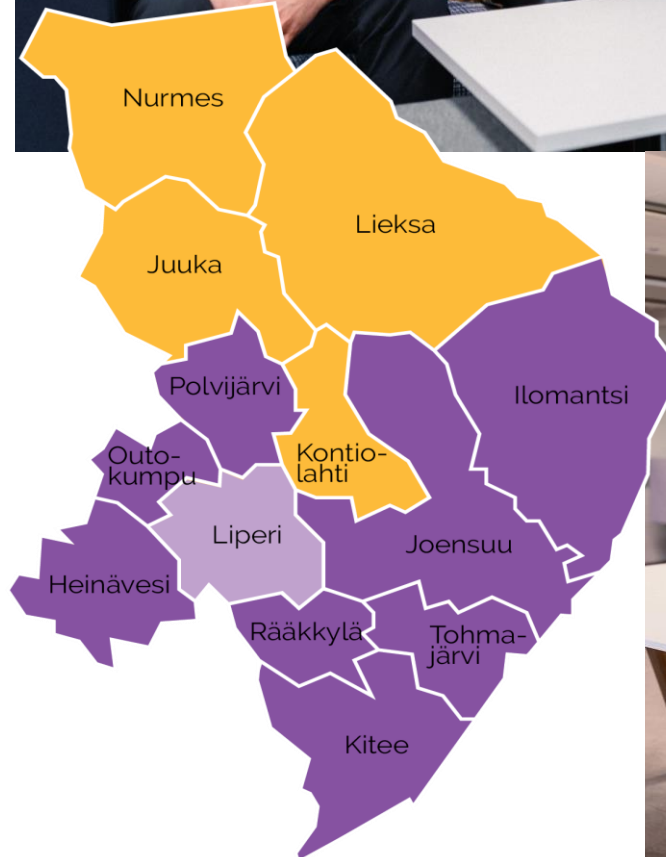 Nurmes
Lieksa
Juuka
Polvijärvi
Ilomantsi
Outo-
kumpu
Kontio-
lahti
Liperi
Joensuu
Heinävesi
Rääkkylä
Tohma-
järvi
Kitee